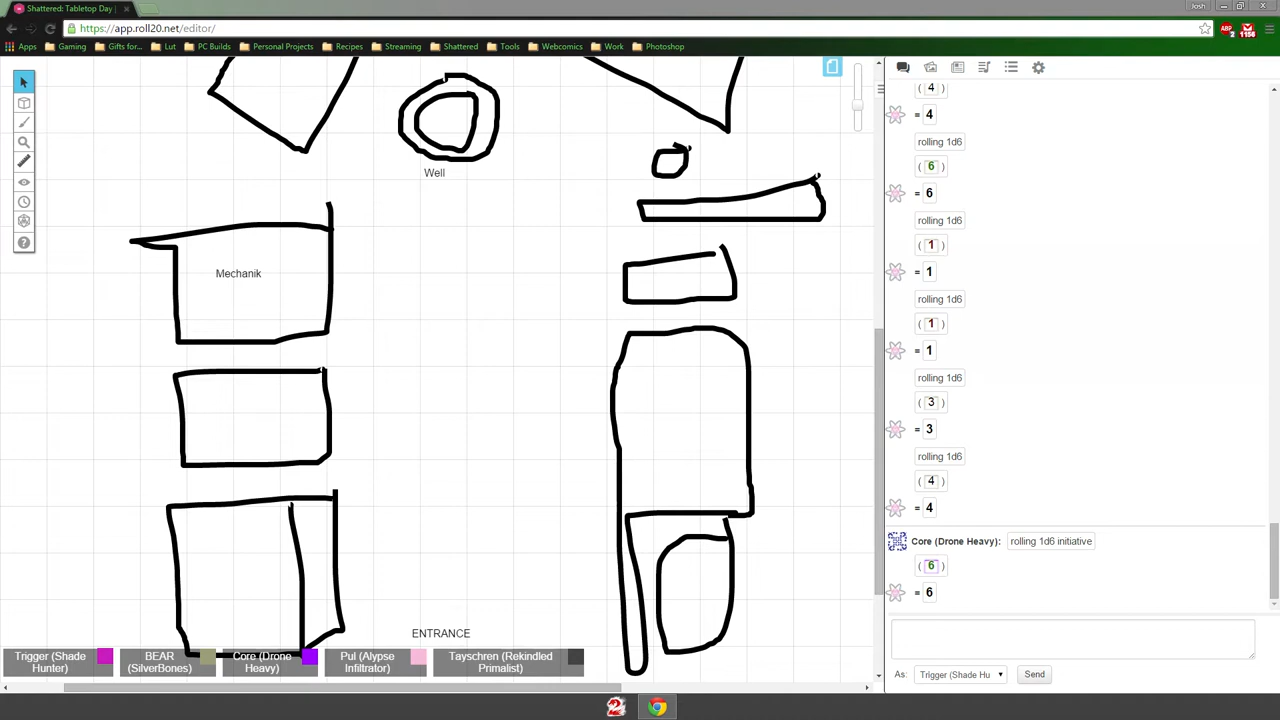 Shattered: Tabletop Day |
Josh
https://app.roll20.net/editor/
ABP
2
1156
Apps
Gaming
Gifts for...
Lut
PC Builds
Personal Projects
Recipes
Streaming
Shattered
Tools
Webcomics
Work
Photoshop
Well
Mechanik
ENTRANCE
Trigger (Shade
Hunter)
BEAR
(SilverBones)
Core (Drone
Heavy)
Pul (Alypse
Infiltrator)
Tayschren (Rekindled
Primalist)
( 4 )
= 4
rolling 1d6
( 6 )
= 6
rolling 1d6
( 1 )
= 1
rolling 1d6
( 1 )
= 1
rolling 1d6
( 3 )
= 3
rolling 1d6
( 4 )
= 4
Core (Drone Heavy): rolling 1d6 initiative
( 6 )
= 6
As: Trigger (Shade Hu
Send